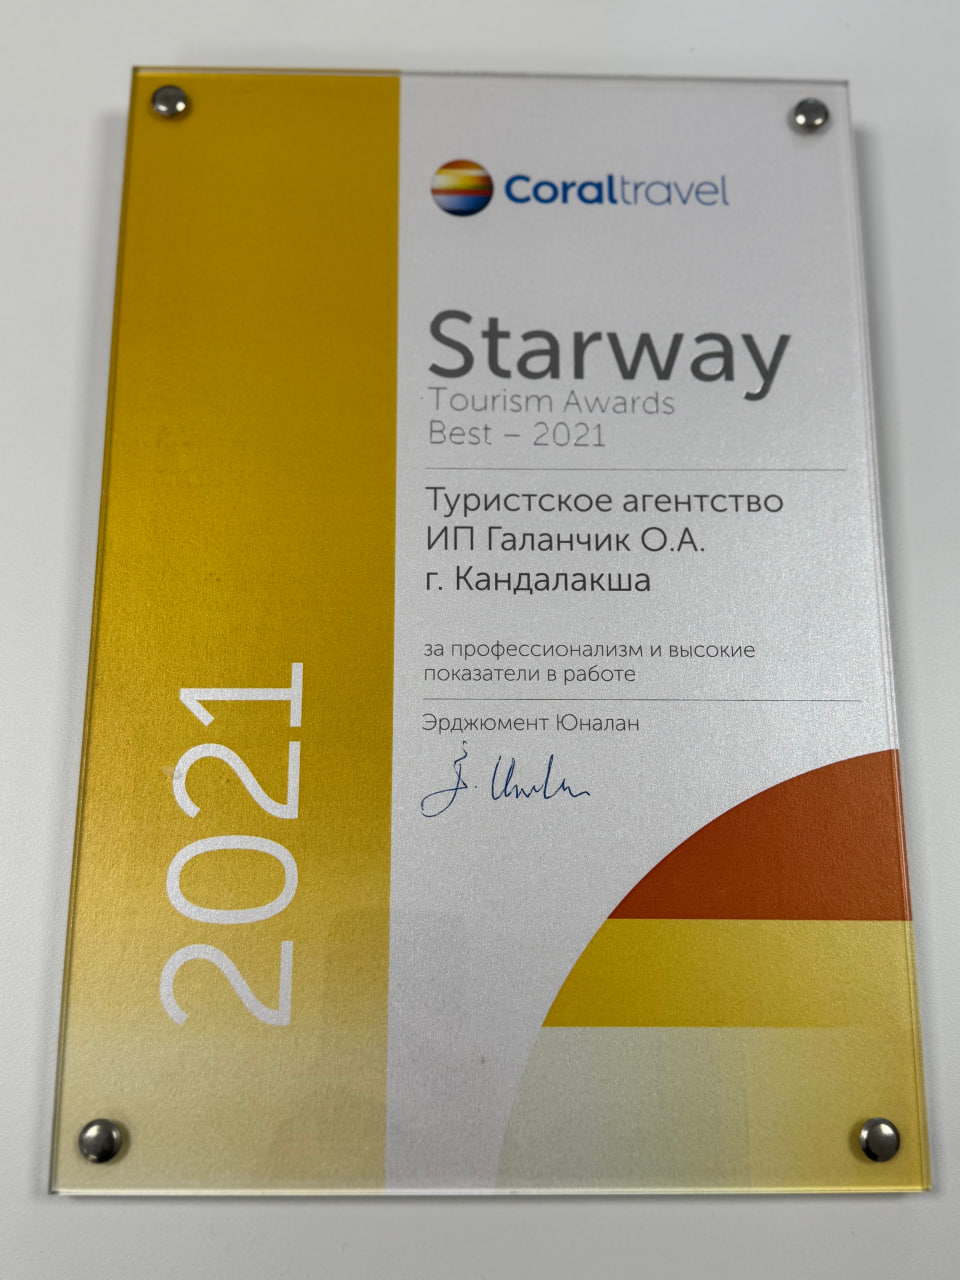 Coraltravel
Starway
Tourism Awards
Best – 2021
Туристское агентство
ИП Галанчик О.А.
г. Кандалакша
за профессионализм и высокие
показатели в работе
Эрджюмент Юналан
2021